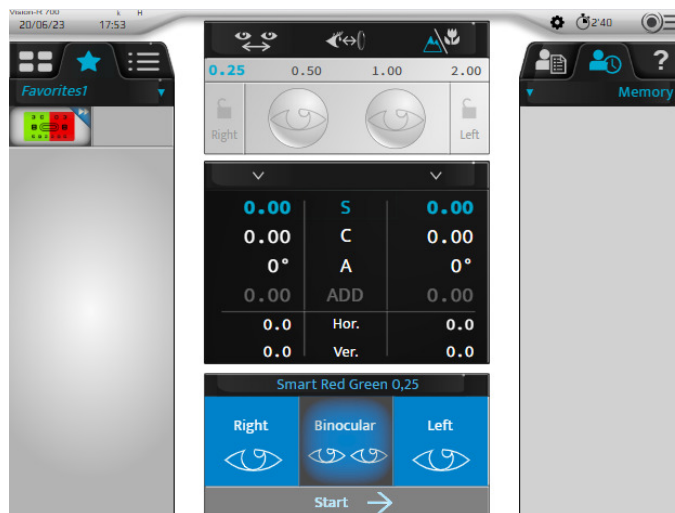 Vision-R 700
20/06/23 17:53
2'40
?
Favorites1
Memory
0.25 0.50 1.00 2.00
Right Left
0.00 S 0.00
0.00 C 0.00
0° A 0°
0.00 ADD 0.00
0.0 Hor. 0.0
0.0 Ver. 0.0
Smart Red Green 0,25
Right Binocular Left
Start